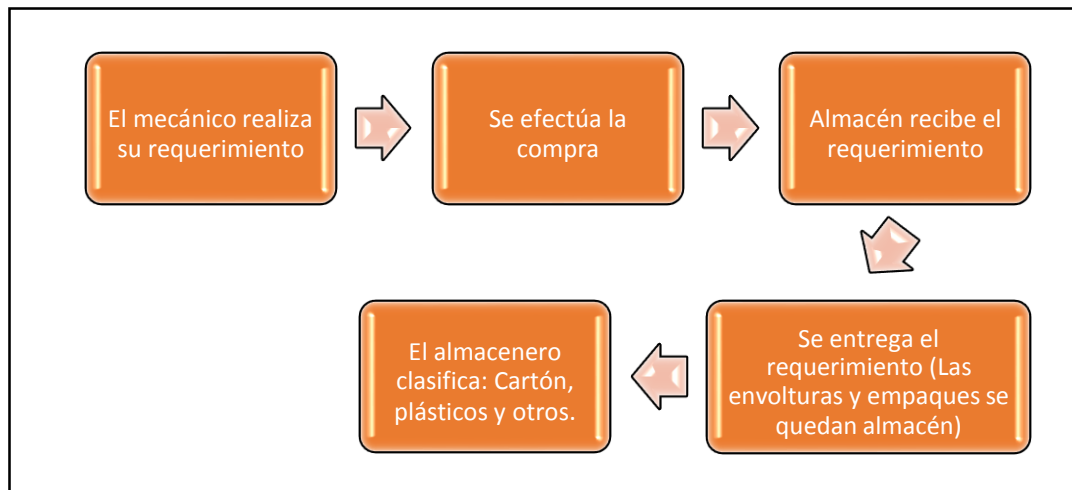 El mecánico realiza
su requerimiento
Se efectúa la
compra
Almacén recibe el
requerimiento
Se entrega el
requerimiento (Las
envolturas y empaques se
quedan almacén)
El almacenero
clasifica: Cartón,
plásticos y otros.